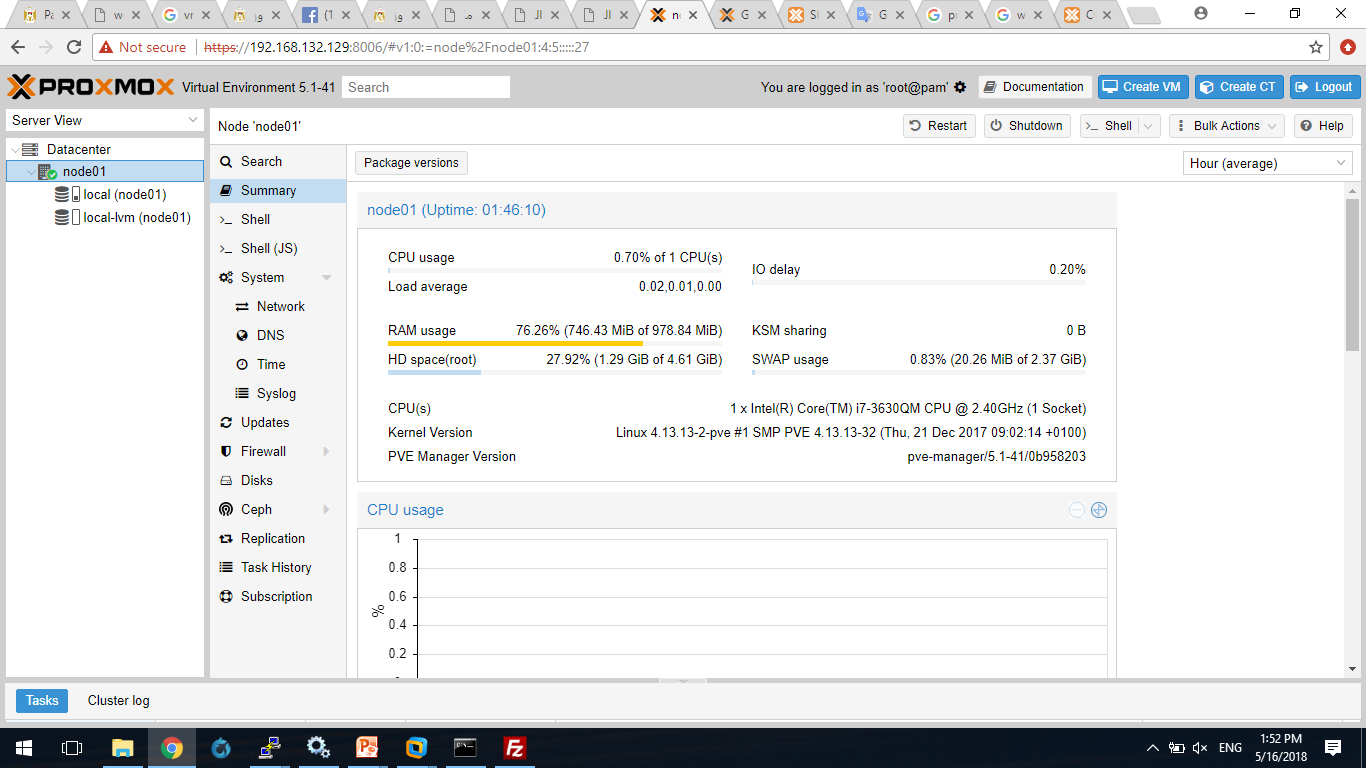 Not secure
https://192.168.132.129:8006/#v1:0:=node%2Fnode01:4:5:::::27
PROXMOX Virtual Environment 5.1-41 Search You are logged in as 'root@pam' Documentation Create VM Create CT Logout
Server View
Node 'node01' Restart Shutdown Shell Bulk Actions Help
Datacenter
node01
local (node01)
local-lvm (node01)
Search
Summary
Shell
Shell (JS)
System
Network
DNS
Time
Syslog
Updates
Firewall
Disks
Ceph
Replication
Task History
Subscription
Package versions Hour (average)
node01 (Uptime: 01:46:10)
CPU usage 0.70% of 1 CPU(s)
Load average 0.02,0.01,0.00
IO delay 0.20%
RAM usage 76.26% (746.43 MiB of 978.84 MiB)
KSM sharing 0 B
HD space(root) 27.92% (1.29 GiB of 4.61 GiB)
SWAP usage 0.83% (20.26 MiB of 2.37 GiB)
CPU(s) 1 x Intel(R) Core(TM) i7-3630QM CPU @ 2.40GHz (1 Socket)
Kernel Version Linux 4.13.13-2-pve #1 SMP PVE 4.13.13-32 (Thu, 21 Dec 2017 09:02:14 +0100)
PVE Manager Version pve-manager/5.1-41/0b958203
CPU usage
1
0.8
0.6
0.4
0.2
%
Tasks Cluster log
ENG
1:52 PM
5/16/2018